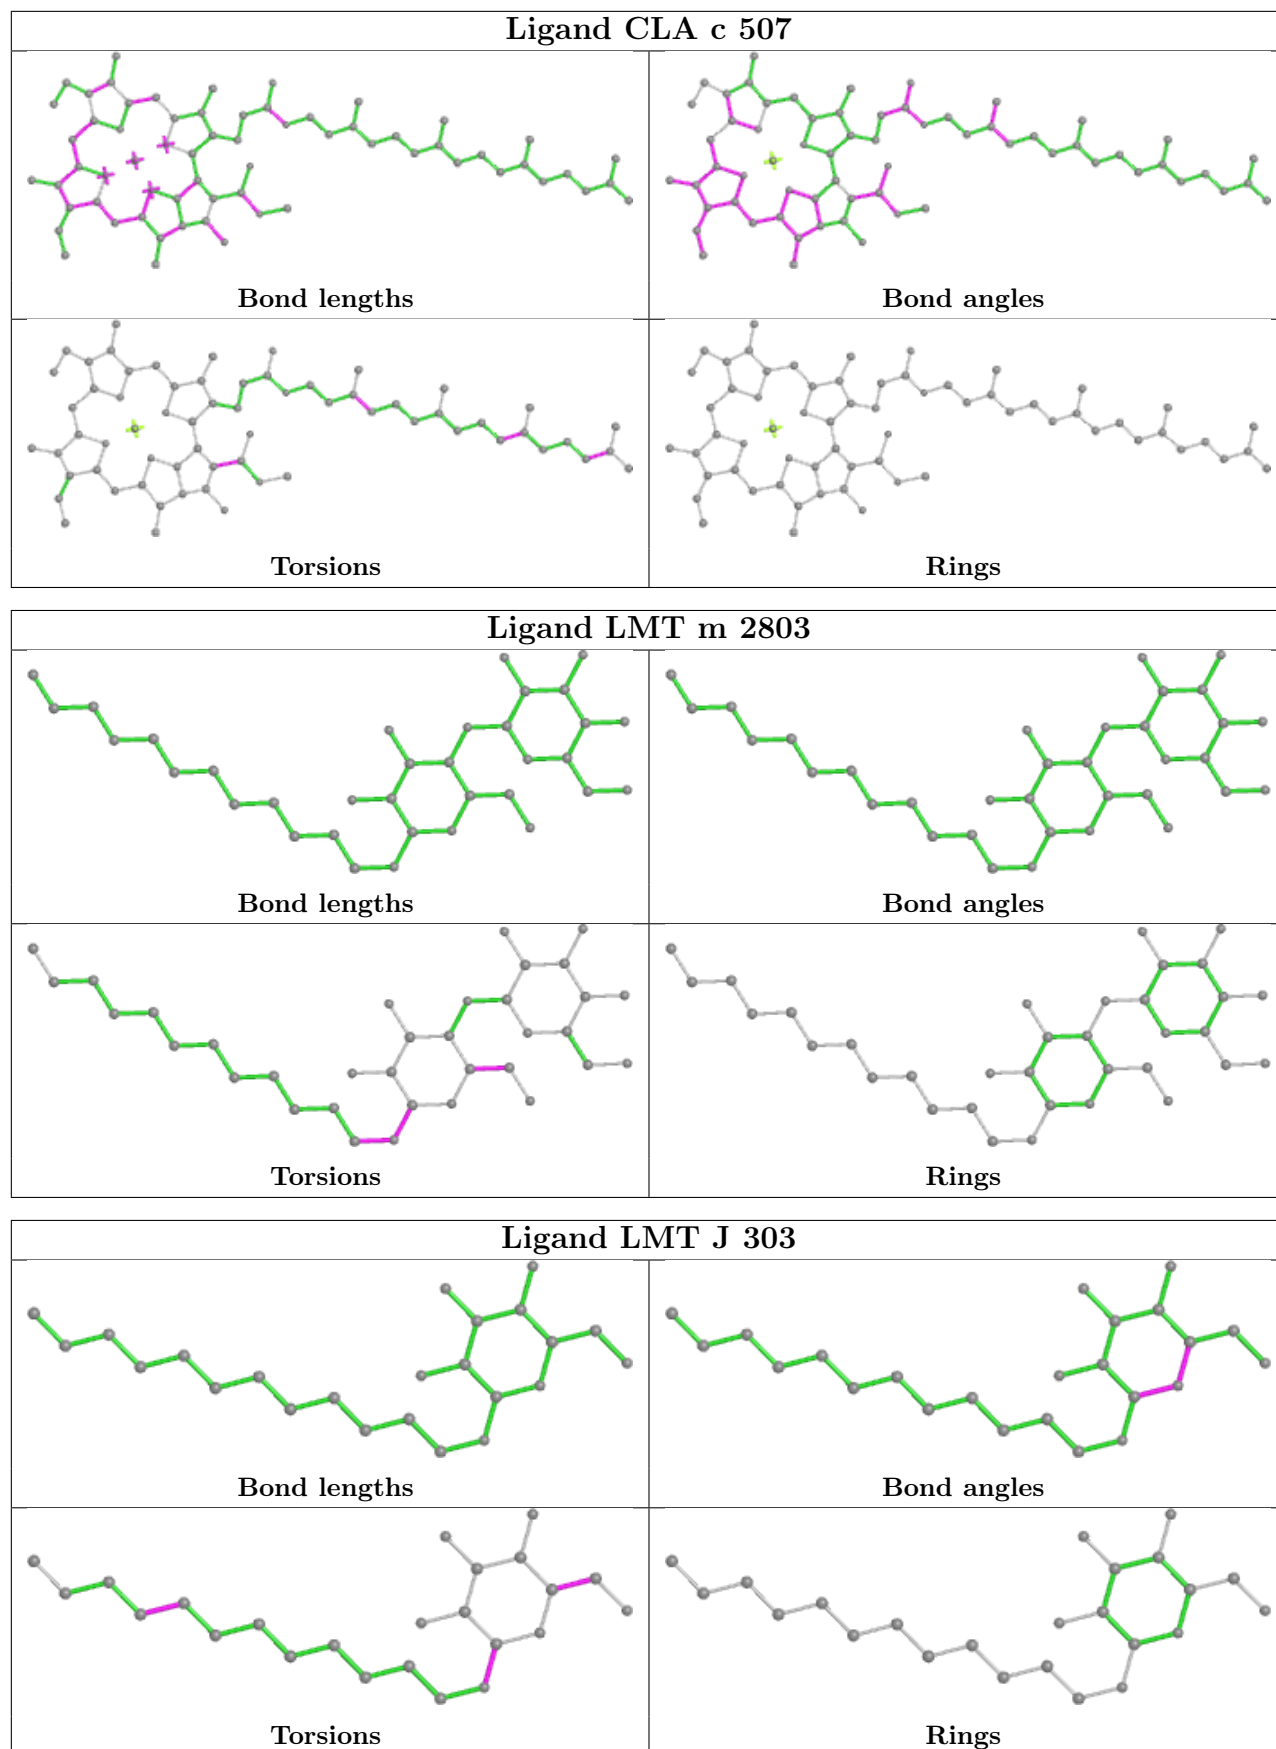 Ligand CLA c 507
Bond lengths
Bond angles
Torsions
Rings
Ligand LMT m 2803
Bond lengths
Bond angles
Torsions
Rings
Ligand LMT J 303
Bond lengths
Bond angles
Torsions
Rings